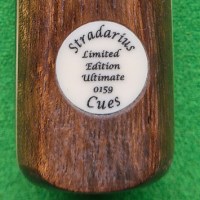 Stradarius
Limited
Edition
Ultimate
0159
Cues